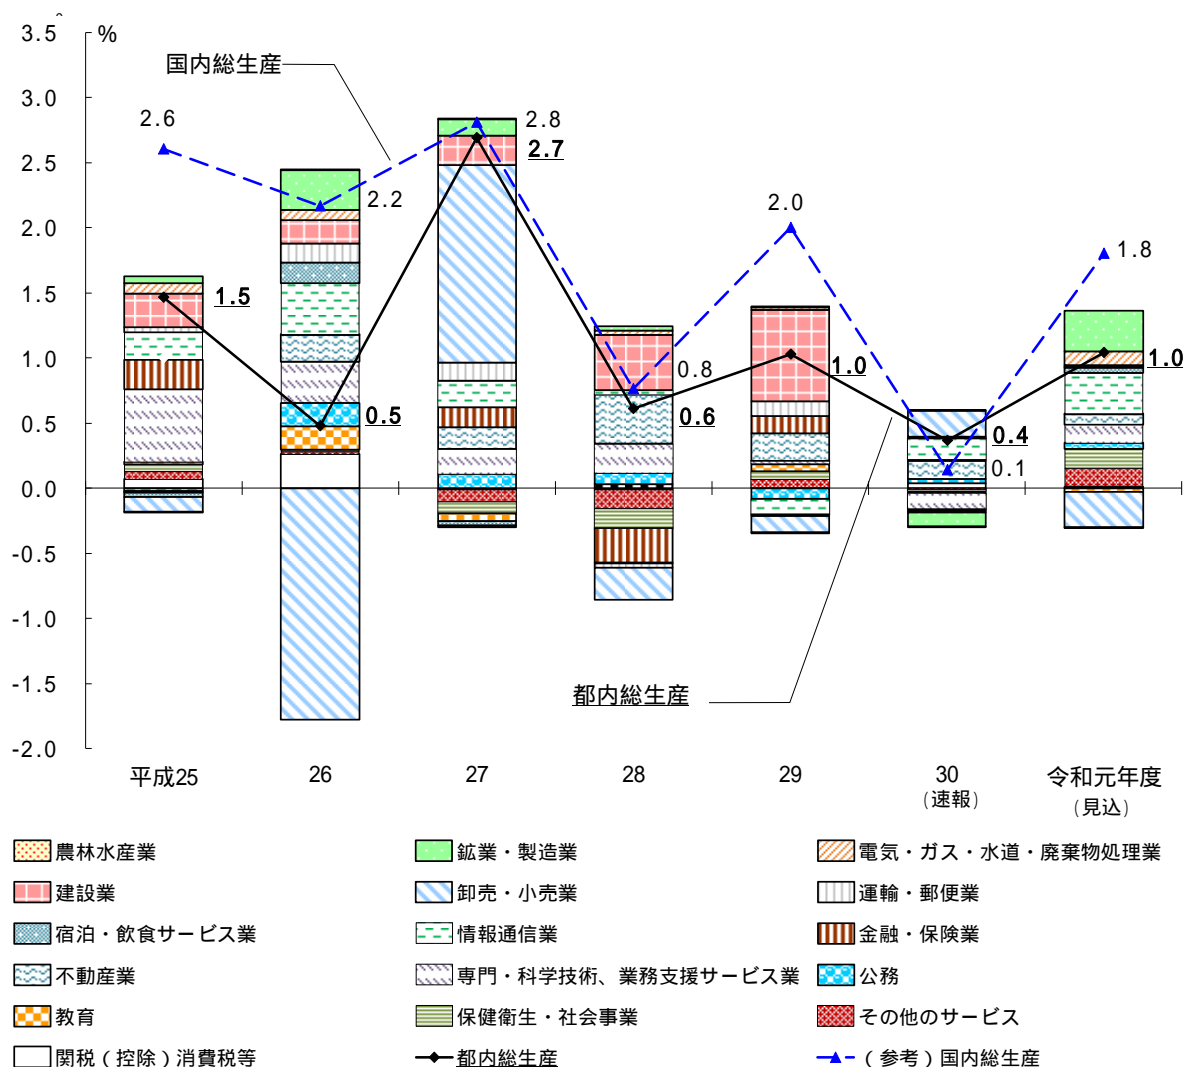 3.5 %
国内総生産
3.0
2.6
2.8
2.5
2.7
2.2
2.0
2.0
1.8
1.5
1.5
1.0
0.8
1.0
1.0
0.5
0.5
0.6
0.4
0.1
0.0
-0.5
-1.0
-1.5
都内総生産
-2.0
平成25 26 27 28 29 30 令和元年度
(速報) (見込)
農林水産業 鉱業・製造業 電気・ガス・水道・廃棄物処理業
建設業 卸売・小売業 運輸・郵便業
宿泊・飲食サービス業 情報通信業 金融・保険業
不動産業 専門・科学技術、業務支援サービス業 公務
教育 保健衛生・社会事業 その他のサービス
関税（控除）消費税等 都内総生産 （参考）国内総生産